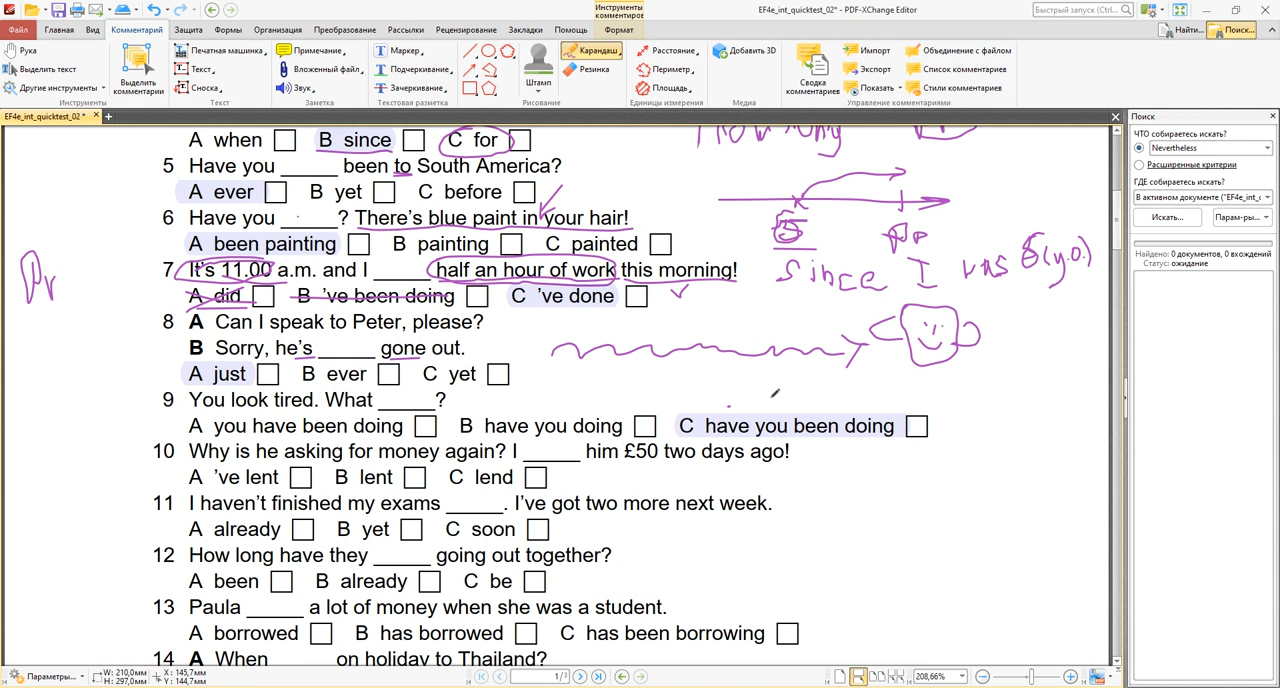 Инструменты комментирова
EF4e_int_quicktest_02* - PDF-XChange Editor
Быстрый запуск (Ctrl+.)
Файл Главная Вид Комментарий Защита Формы Организация Преобразование Рассылки Рецензирование Закладки Помощь Формат Найти... Поиск...
Рука
Выделить текст
Другие инструменты
Инструменты
Выделить комментарии
Печатная машинка
Текст
Сноска
Текст
Примечание
Вложенный файл
Звук
Заметка
Маркер
Подчеркивание
Зачеркивание
Текстовая разметка
Карандаш
Резинка
Штамп
Рисование
Расстояние
Периметр
Площадь
Единицы измерения
Добавить 3D
Медиа
Сводка комментариев
Импорт
Экспорт
Показать
Объединение с файлом
Список комментариев
Стили комментариев
Управление комментариями
EF4e_int_quicktest_02 *
A when B since C for
How long
5 Have you _____ been to South America?
A ever B yet C before
6 Have you _____? There's blue paint in your hair!
A been painting B painting C painted
7 It's 11.00 a.m. and I _____ half an hour of work this morning!
A did B 've been doing C 've done
since I was 5 (y.o.)
Pr
8 A Can I speak to Peter, please?
B Sorry, he's _____ gone out.
A just B ever C yet
9 You look tired. What _____?
A you have been doing B have you doing C have you been doing
10 Why is he asking for money again? I _____ him £50 two days ago!
A 've lent B lent C lend
11 I haven't finished my exams _____. I've got two more next week.
A already B yet C soon
12 How long have they _____ going out together?
A been B already C be
13 Paula _____ a lot of money when she was a student.
A borrowed B has borrowed C has been borrowing
14 A When _____ on holiday to Thailand?
Поиск
ЧТО собираетесь искать:
Nevertheless
Расширенные критерии
ГДЕ собираетесь искать:
В активном документе ("EF4e_int_q
Искать... Парам-ры...
Найдено: 0 документов, 0 вхождений
Статус: ожидание
Параметры...
W: 210,0мм
H: 297,0мм
X: 145,7мм
Y: 144,7мм
1/1
208,66%